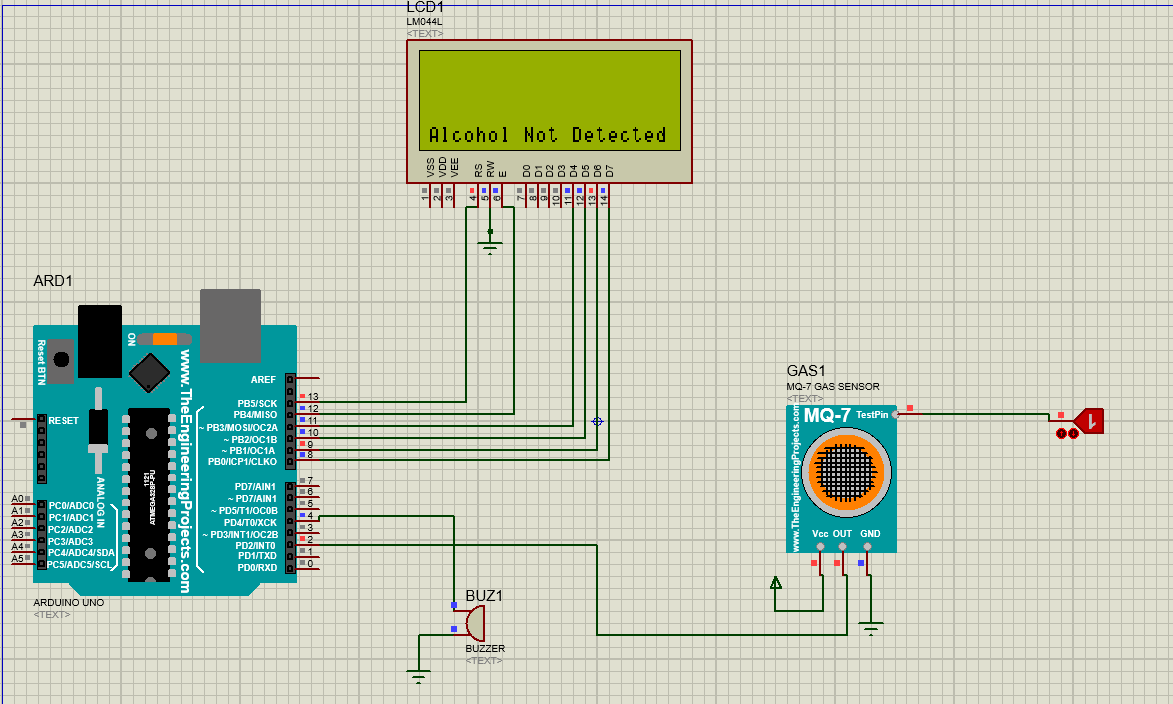 LCD1
LM044L
<TEXT>
Alcohol Not Detected
VSS VDD VEE RS RW E D0 D1 D2 D3 D4 D5 D6 D7
1 2 3 4 5 6 7 8 9 10 11 12 13 14
ARD1
Reset BTN
ON
www.TheEngineeringProjects.com
AREF
PB5/SCK 13
PB4/MISO 12
~ PB3/MOSI/OC2A 11
~ PB2/OC1B 10
~ PB1/OC1A 9
PB0/ICP1/CLKO 8
RESET
1121
ATMEGA328P-PU
ANALOG IN
PD7/AIN1 7
~ PD7/AIN1 6
~ PD5/T1/OC0B 5
PD4/T0/XCK 4
~ PD3/INT1/OC2B 3
PD2/INT0 2
PD1/TXD 1
PD0/RXD 0
A0 PC0/ADC0
A1 PC1/ADC1
A2 PC2/ADC2
A3 PC3/ADC3
A4 PC4/ADC4/SDA
A5 PC5/ADC5/SCL
ARDUINO UNO
<TEXT>
BUZ1
BUZZER
<TEXT>
GAS1
MQ-7 GAS SENSOR
<TEXT>
MQ-7 TestPin
www.TheEngineeringProjects.com
Vcc OUT GND
1